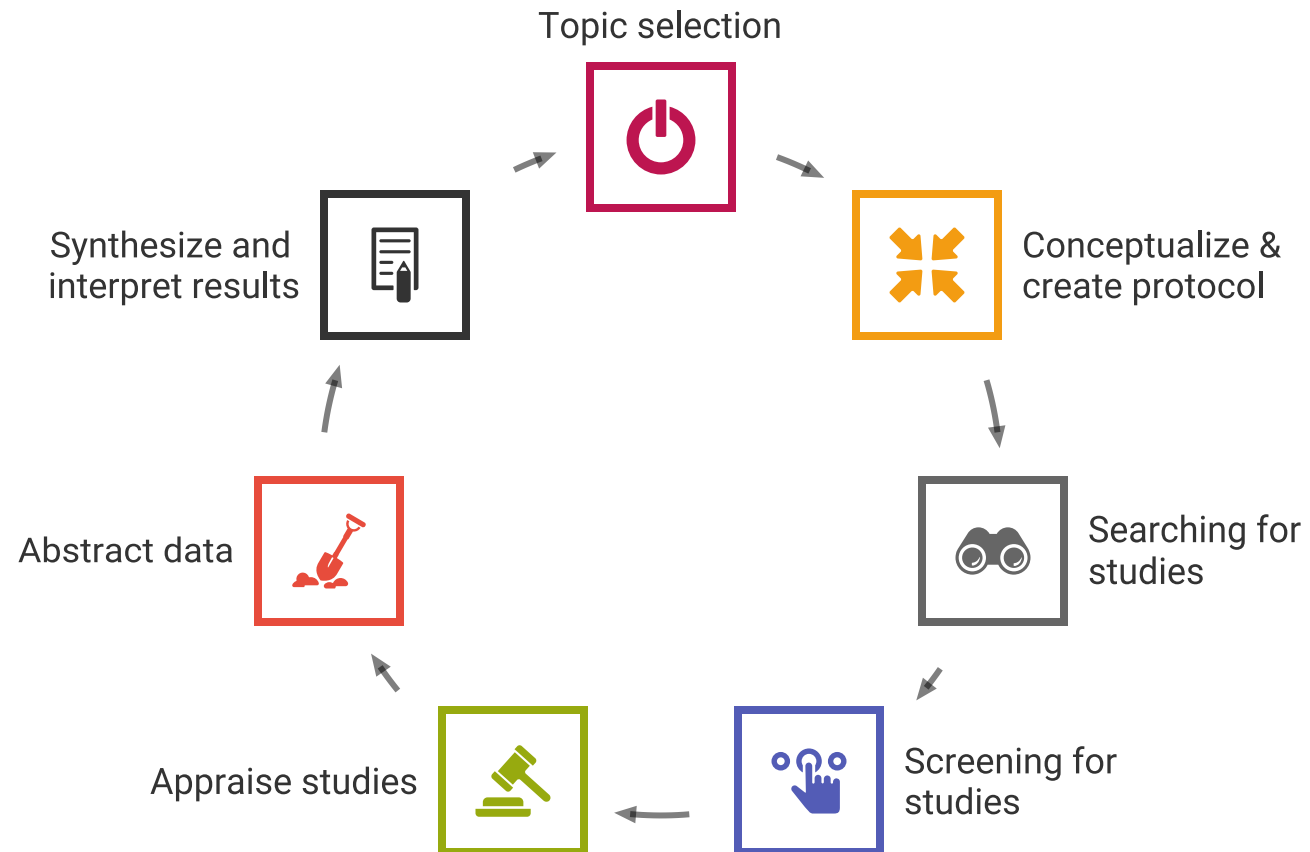 Topic selection
Conceptualize &
create protocol
Searching for
studies
Screening for
studies
Appraise studies
Abstract data
Synthesize and
interpret results